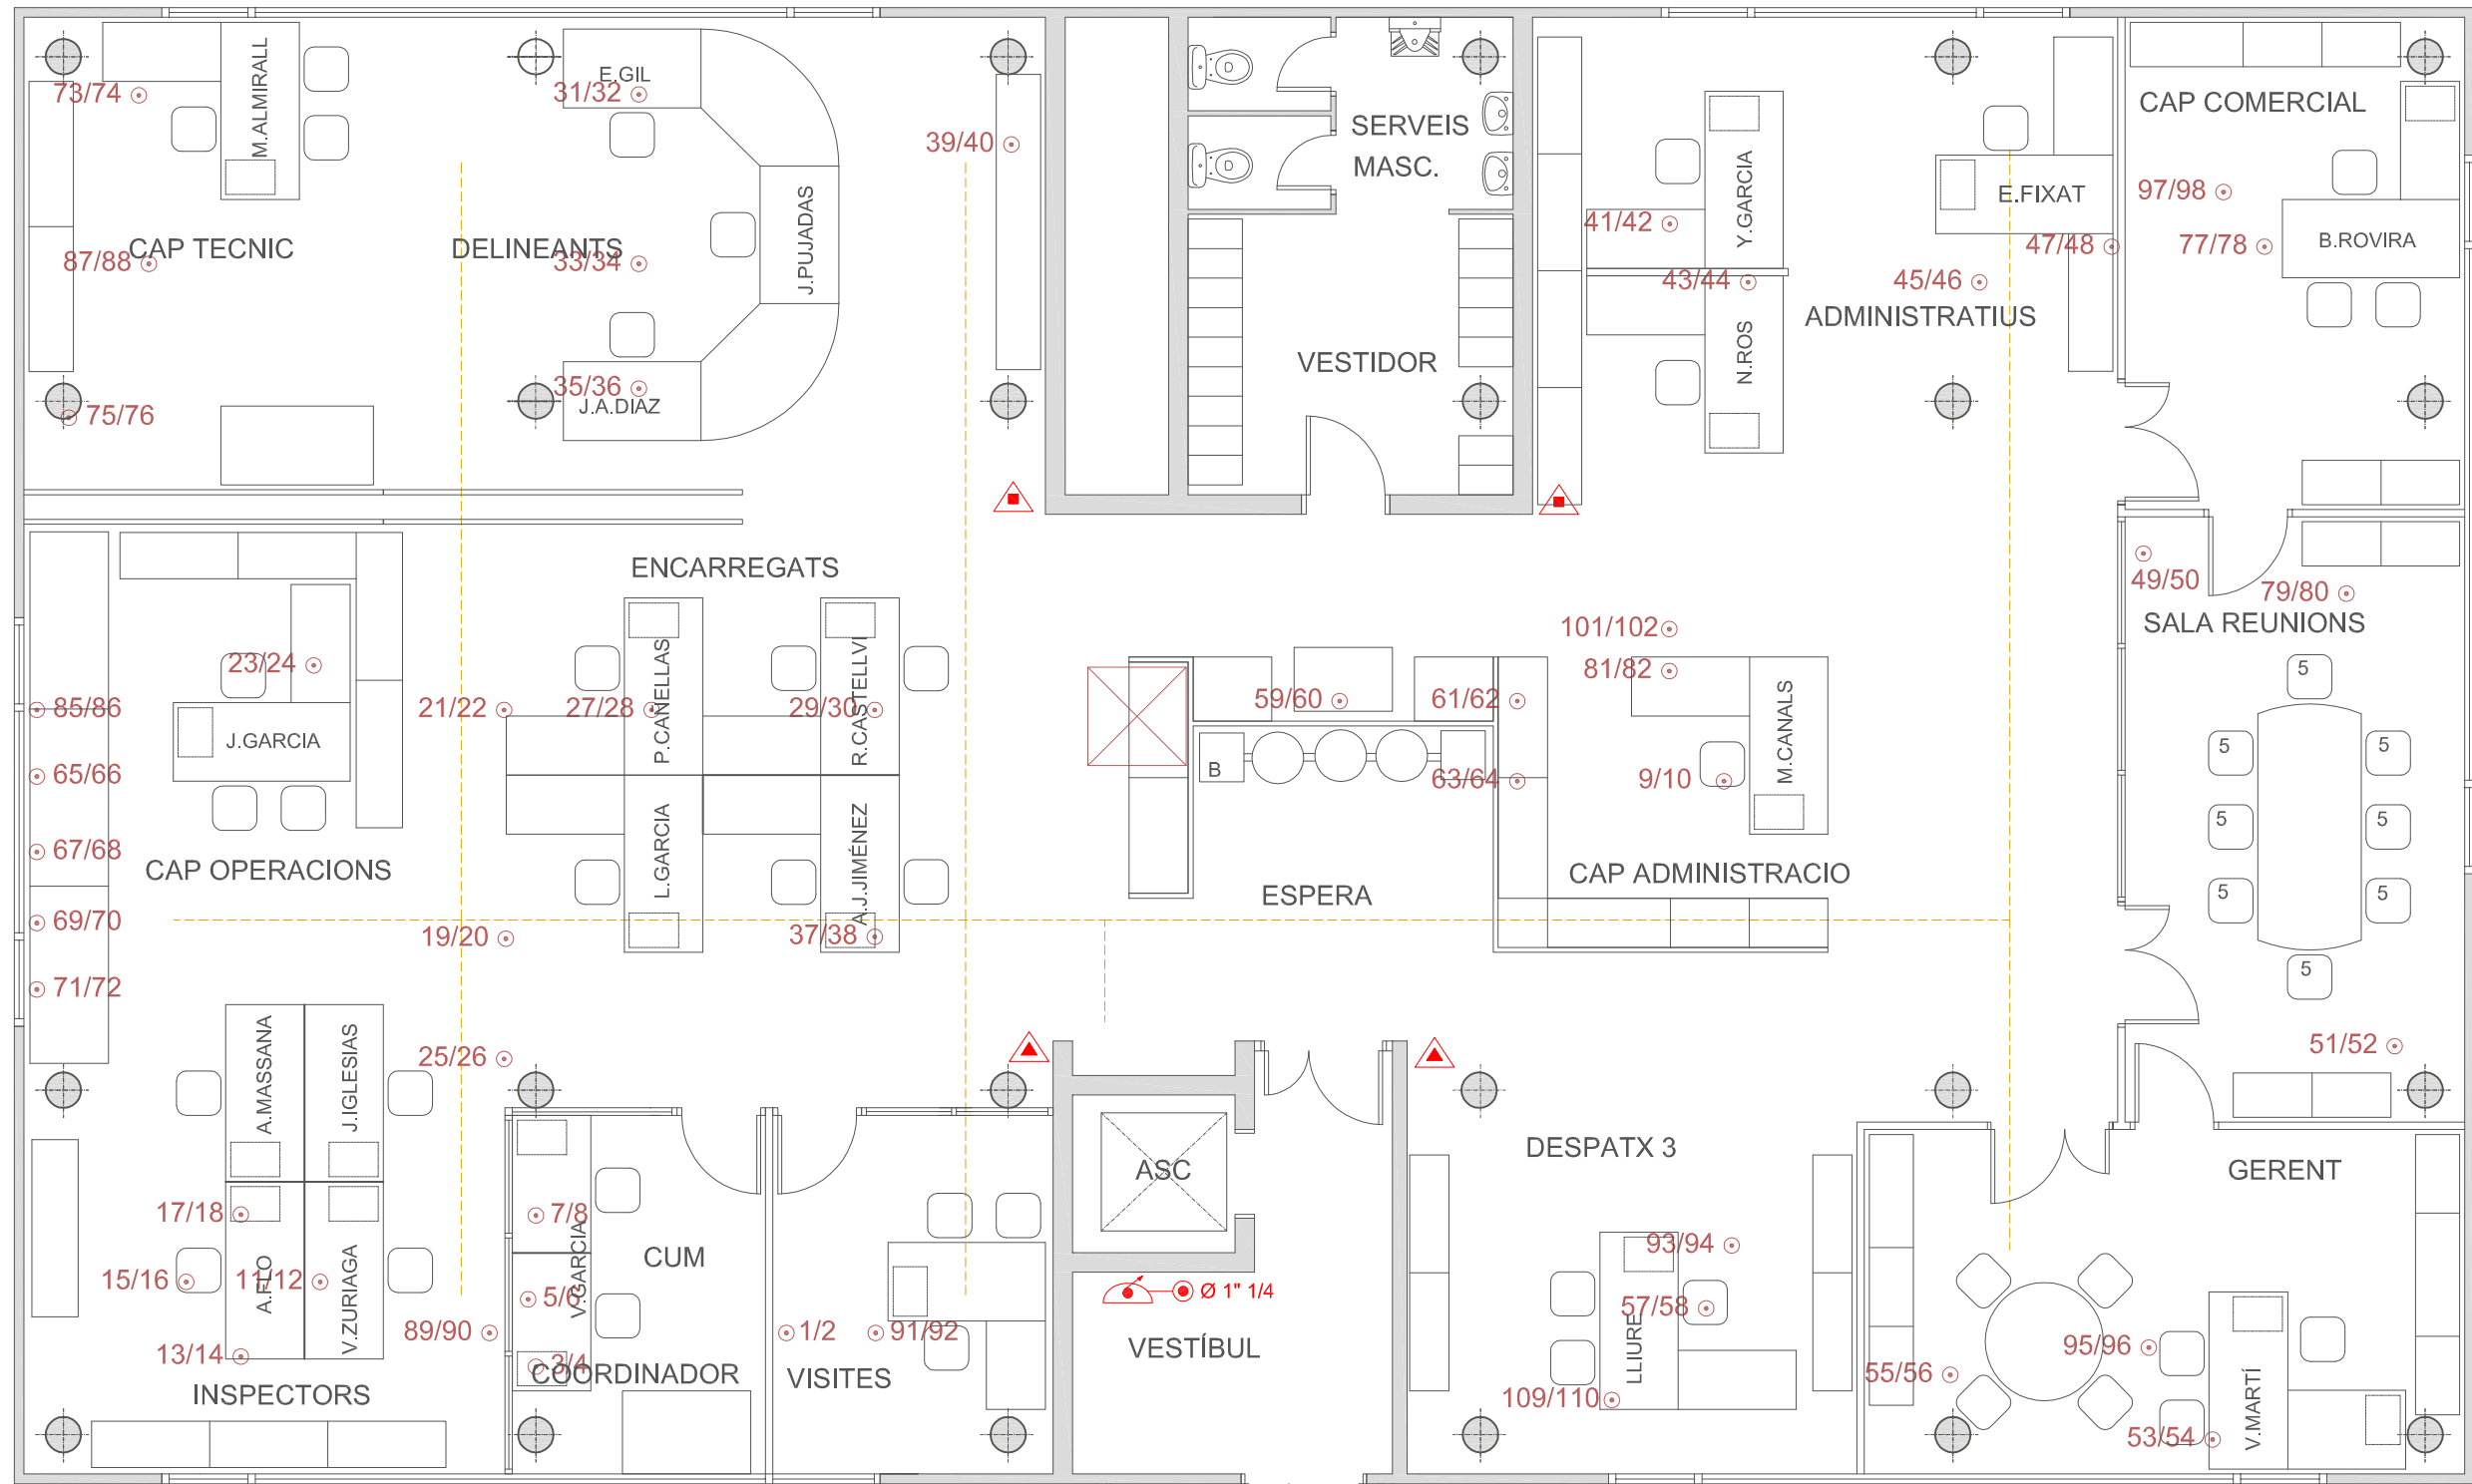 M.ALMIRALL
73/74
E.GIL
31/32
39/40
SERVEIS
MASC.
CAP COMERCIAL
Y.GARCIA
E.FIXAT
97/98
J.PUJADAS
41/42
CAP TECNIC
DELINEANTS
87/88
33/34
47/48
77/78
B.ROVIRA
43/44
45/46
ADMINISTRATIUS
N.ROS
VESTIDOR
35/36
J.A.DIAZ
75/76
ENCARREGATS
49/50
79/80
SALA REUNIONS
101/102
81/82
23/24
P.CANELLAS
R.CASTELLVI
5
85/86
21/22
27/28
29/30
59/60
61/62
M.CANALS
J.GARCIA
5
5
B
65/66
63/64
9/10
5
5
67/68
L.GARCIA
A.J.JIMÉNEZ
CAP OPERACIONS
CAP ADMINISTRACIO
ESPERA
5
5
69/70
19/20
37/38
5
71/72
A.MASSANA
J.IGLESIAS
25/26
51/52
DESPATX 3
ASC
GERENT
17/18
7/8
V.GARCIA
CUM
93/94
15/16
A.FLO
11/12
V.ZURIAGA
5/6
Ø 1" 1/4
57/58
LLIURE
89/90
1/2
91/92
VESTÍBUL
95/96
13/14
3/4
COORDINADOR
VISITES
55/56
INSPECTORS
109/110
V.MARTÍ
53/54